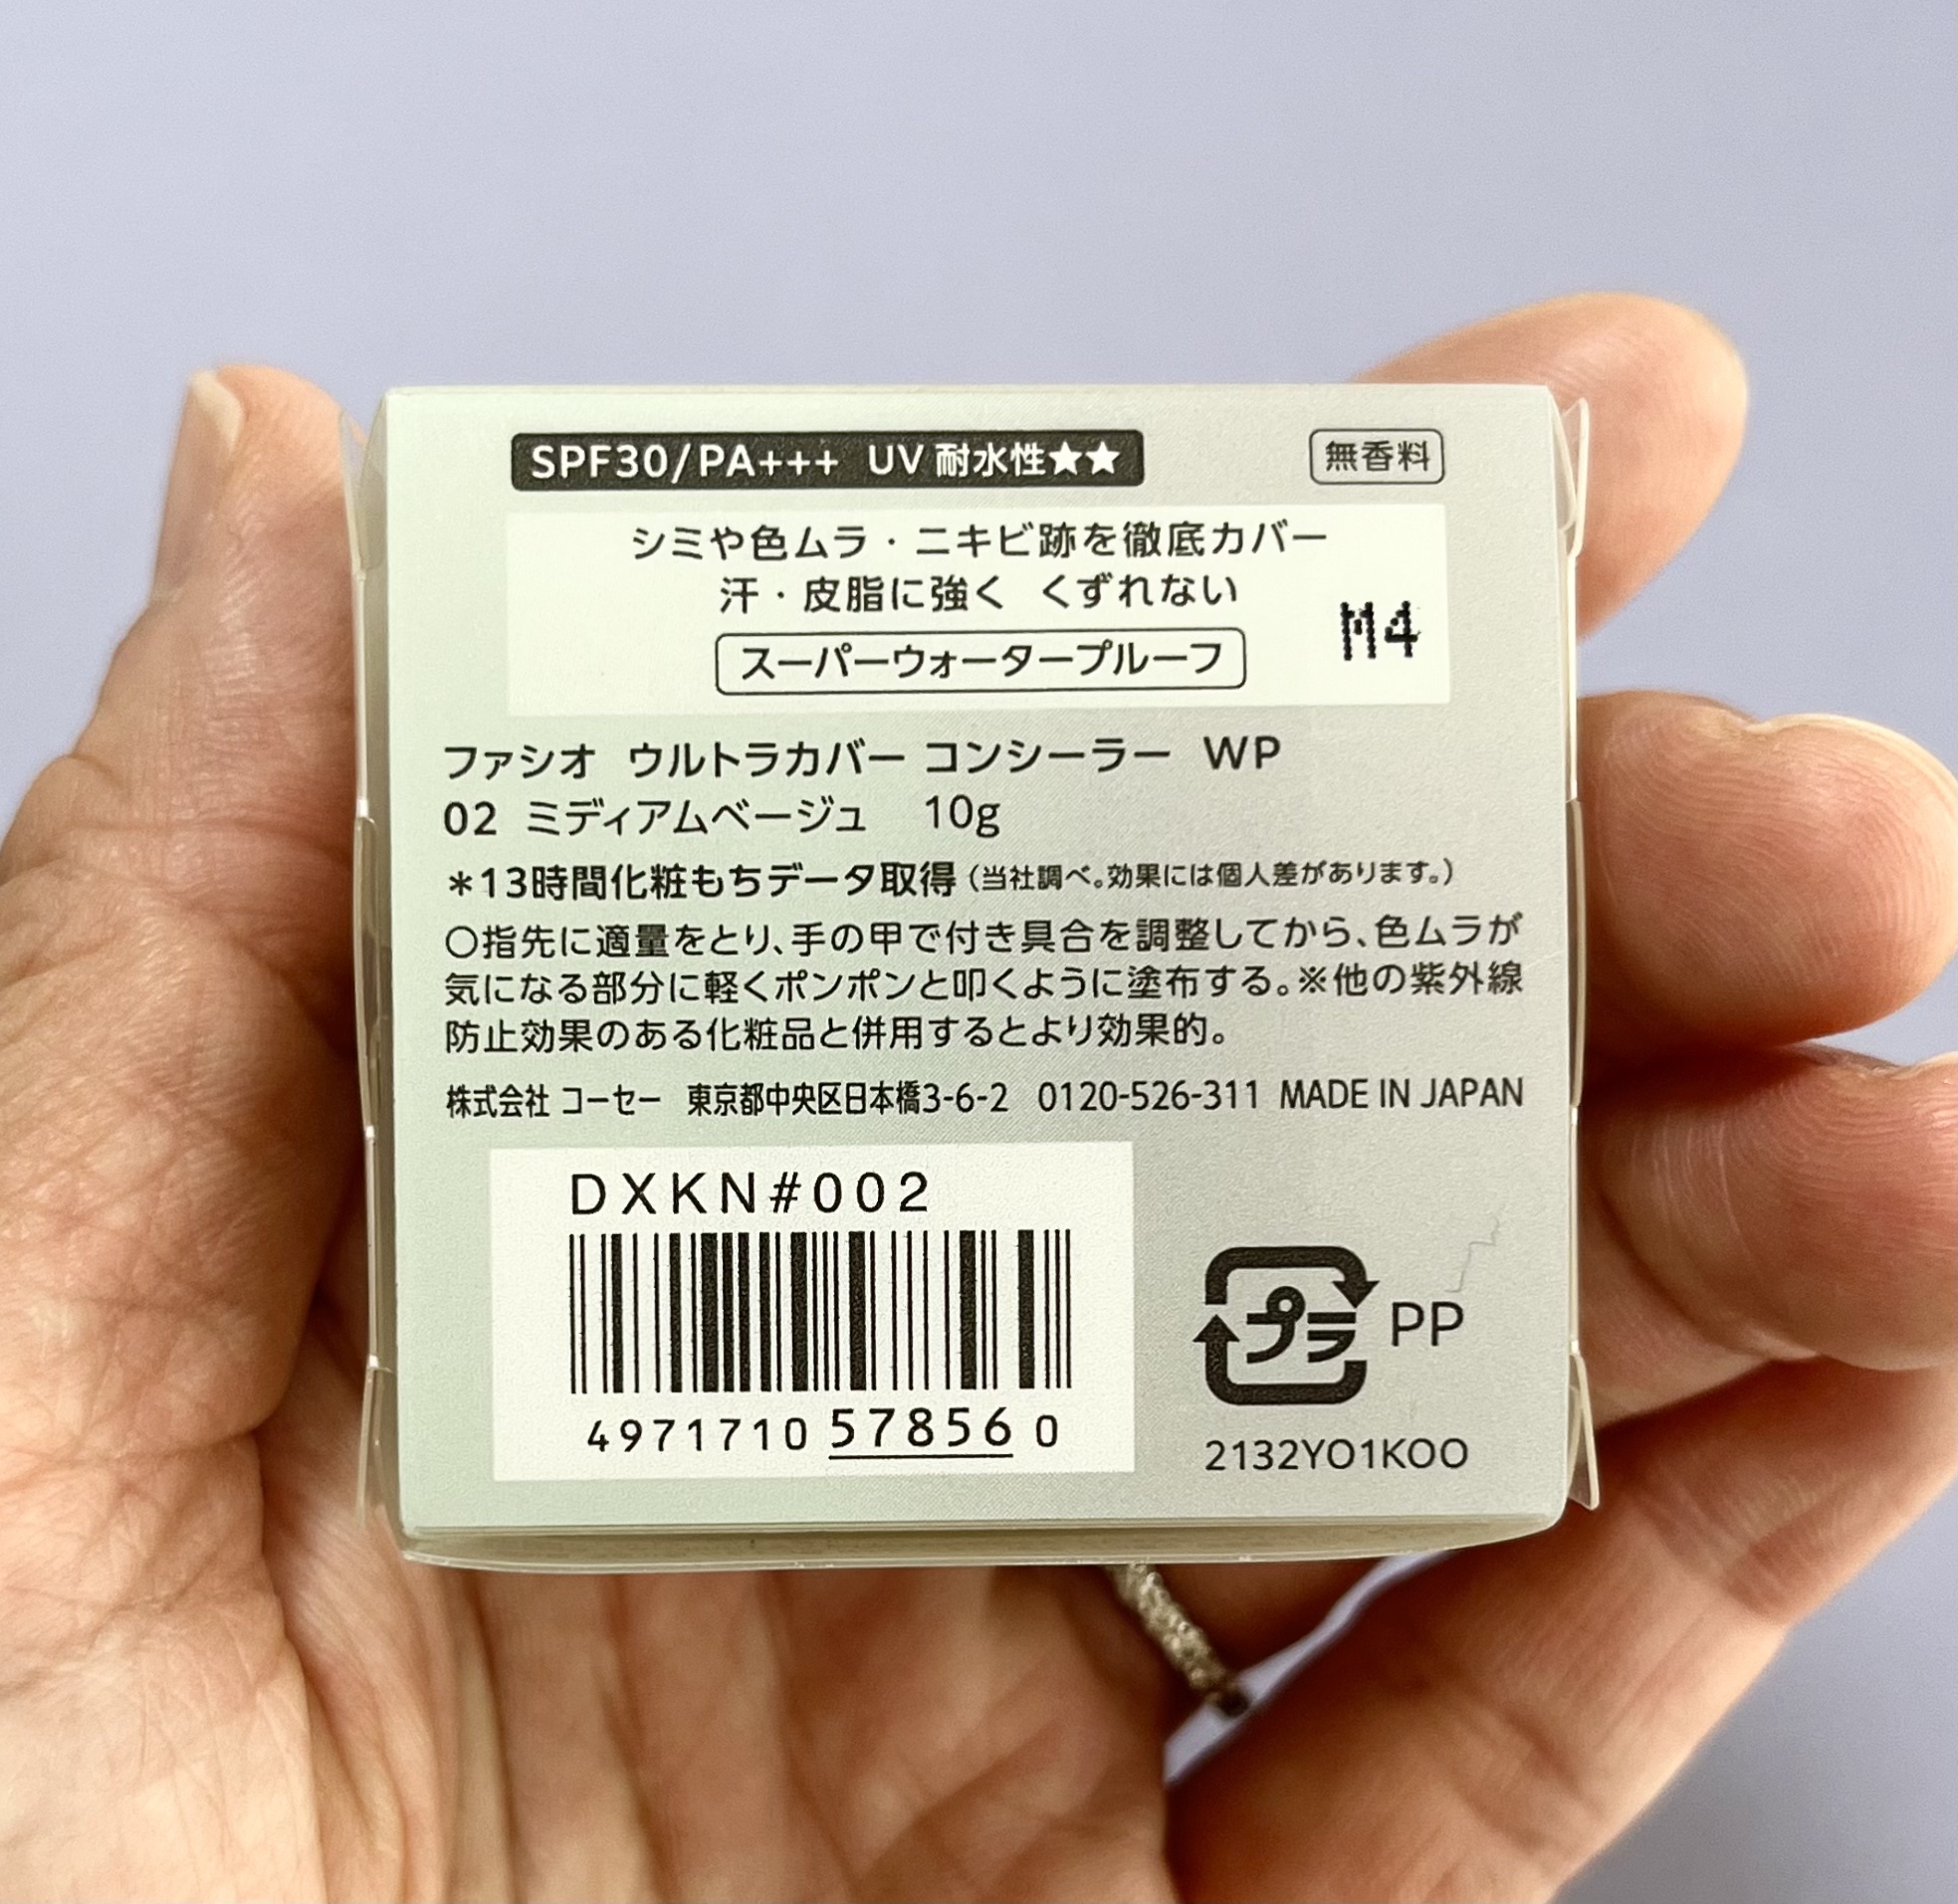 SPF30/PA+++ UV耐水性★★ 無香料
シミや色ムラ・ニキビ跡を徹底カバー
汗・皮脂に強く くずれない
スーパーウォータープルーフ
M4
ファシオ ウルトラカバー コンシーラー WP
02 ミディアムベージュ 10g
*13時間化粧もちデータ取得(当社調べ。効果には個人差があります。)
○指先に適量をとり、手の甲で付き具合を調整してから、色ムラが
気になる部分に軽くポンポンと叩くように塗布する。※他の紫外線
防止効果のある化粧品と併用するとより効果的。
株式会社 コーセー 東京都中央区日本橋3-6-2 0120-526-311 MADE IN JAPAN
DXKN#002
4971710 57856 0
プラ PP
2132YO1KOO